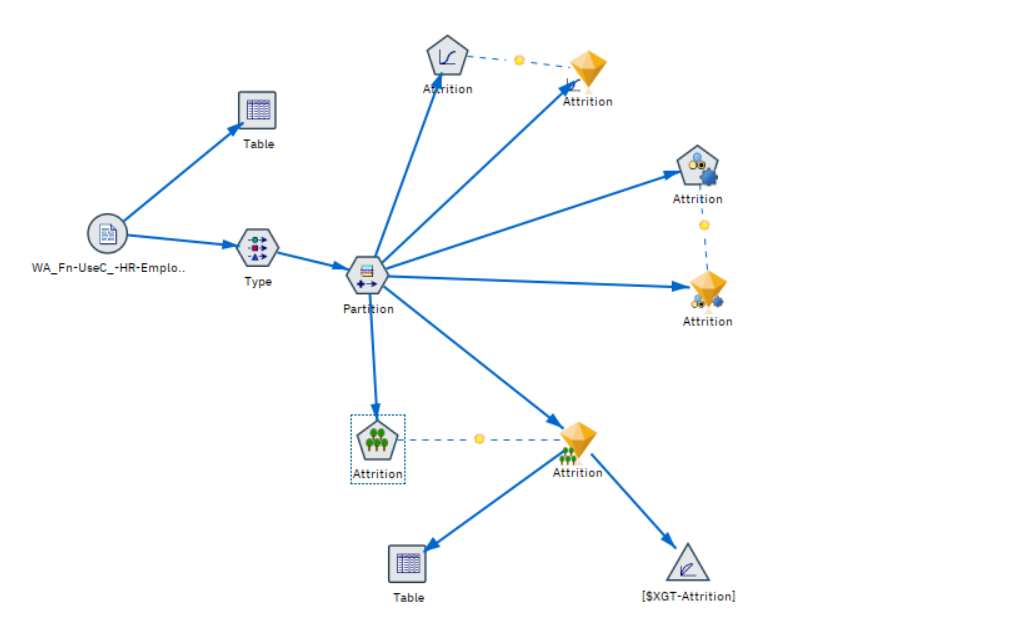 Attrition
Attrition
Table
Attrition
WA_Fn-UseC_-HR-Emplo..
Type
Partition
Attrition
Attrition
Attrition
Table
[$XGT-Attrition]